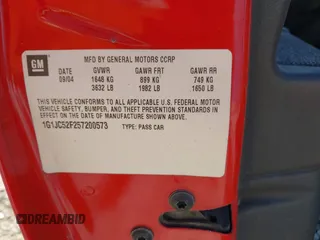 GM
MFD BY GENERAL MOTORS CORP
DATE GVWR GAWR FRT GAWR RR
09/04 1648 KG 899 KG 749 KG
3632 LB 1982 LB 1650 LB
THIS VEHICLE CONFORMS TO ALL APPLICABLE U.S. FEDERAL MOTOR
VEHICLE SAFETY, BUMPER, AND THEFT PREVENTION STANDARDS IN
EFFECT ON THE DATE OF MANUFACTURE SHOWN ABOVE.
1G1JC52F257200573 TYPE: PASS CAR
DREAMBID